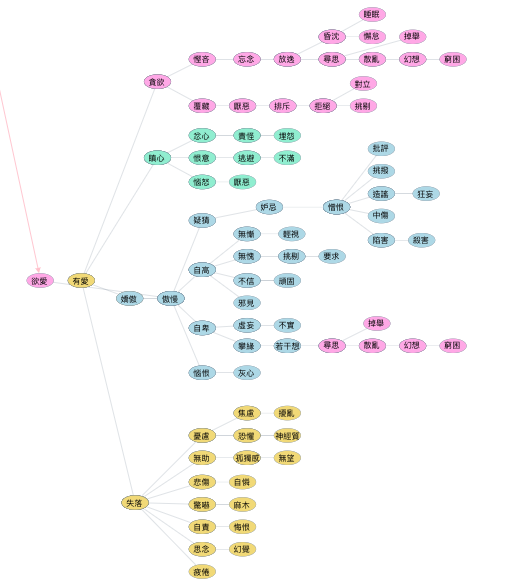 睡眠
昏沈 懈怠 掉舉
慳吝 忘念 放逸 尋思 散亂 幻想 窮困
貪欲 對立
覆藏 厭惡 排斥 拒絕 挑剔
忿心 責怪 埋怨
批評
瞋心 恨意 逃避 不滿
挑撥
惱怒 厭惡
造謠 狂妄
妒忌 憎恨
疑猜 中傷
無慚 輕視 陷害 殺害
無愧 挑剔 要求
自高
欲愛 有愛 不信 頑固
嬌傲 傲慢
邪見
自卑 虛妄 不實 掉舉
攀緣 若干想 尋思 散亂 幻想 窮困
惱恨 灰心
焦慮 擾亂
憂慮 恐懼 神經質
無助 孤獨感 無望
悲傷 自憐
失落 驚嚇 麻木
自責 悔恨
思念 幻覺
疲倦